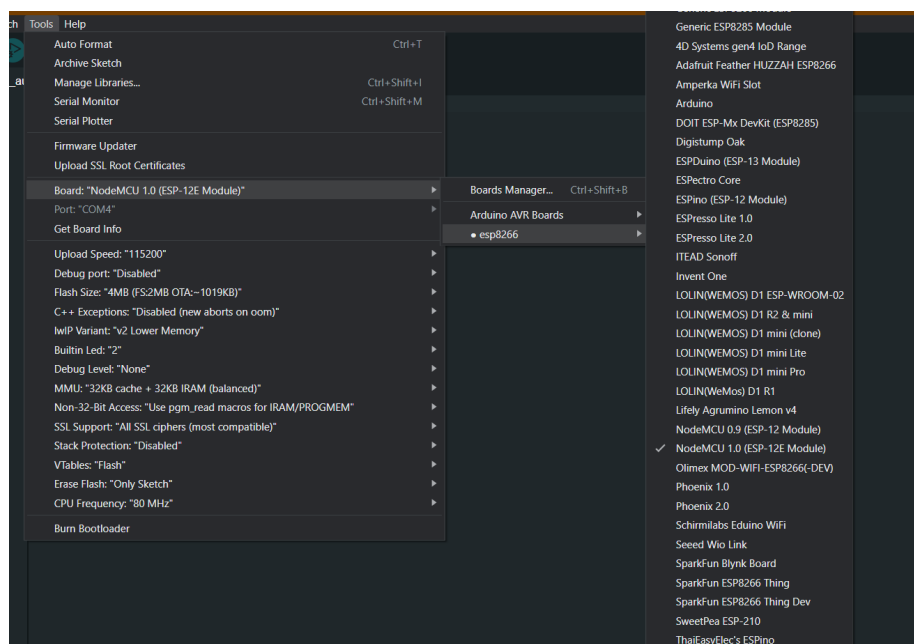 ch Tools Help
Auto Format Ctrl+T
Archive Sketch
Manage Libraries... Ctrl+Shift+I
Serial Monitor Ctrl+Shift+M
Serial Plotter
Firmware Updater
Upload SSL Root Certificates
Board: "NodeMCU 1.0 (ESP-12E Module)"
Port: "COM4"
Get Board Info
Upload Speed: "115200"
Debug port: "Disabled"
Flash Size: "4MB (FS:2MB OTA:~1019KB)"
C++ Exceptions: "Disabled (new aborts on oom)"
lwIP Variant: "v2 Lower Memory"
Builtin Led: "2"
Debug Level: "None"
MMU: "32KB cache + 32KB IRAM (balanced)"
Non-32-Bit Access: "Use pgm_read macros for IRAM/PROGMEM"
SSL Support: "All SSL ciphers (most compatible)"
Stack Protection: "Disabled"
VTables: "Flash"
Erase Flash: "Only Sketch"
CPU Frequency: "80 MHz"
Burn Bootloader
Boards Manager... Ctrl+Shift+B
Arduino AVR Boards
esp8266
Generic ESP8285 Module
4D Systems gen4 IoD Range
Adafruit Feather HUZZAH ESP8266
Amperka WiFi Slot
Arduino
DOIT ESP-Mx DevKit (ESP8285)
Digistump Oak
ESPDuino (ESP-13 Module)
ESPectro Core
ESPino (ESP-12 Module)
ESPresso Lite 1.0
ESPresso Lite 2.0
ITEAD Sonoff
Invent One
LOLIN(WEMOS) D1 ESP-WROOM-02
LOLIN(WEMOS) D1 R2 & mini
LOLIN(WEMOS) D1 mini (clone)
LOLIN(WEMOS) D1 mini Lite
LOLIN(WEMOS) D1 mini Pro
LOLIN(WeMos) D1 R1
Lifely Agrumino Lemon v4
NodeMCU 0.9 (ESP-12 Module)
NodeMCU 1.0 (ESP-12E Module)
Olimex MOD-WIFI-ESP8266(-DEV)
Phoenix 1.0
Phoenix 2.0
Schirmilabs Eduino WiFi
Seeed Wio Link
SparkFun Blynk Board
SparkFun ESP8266 Thing
SparkFun ESP8266 Thing Dev
SweetPea ESP-210
ThaiEasyElec's ESPino